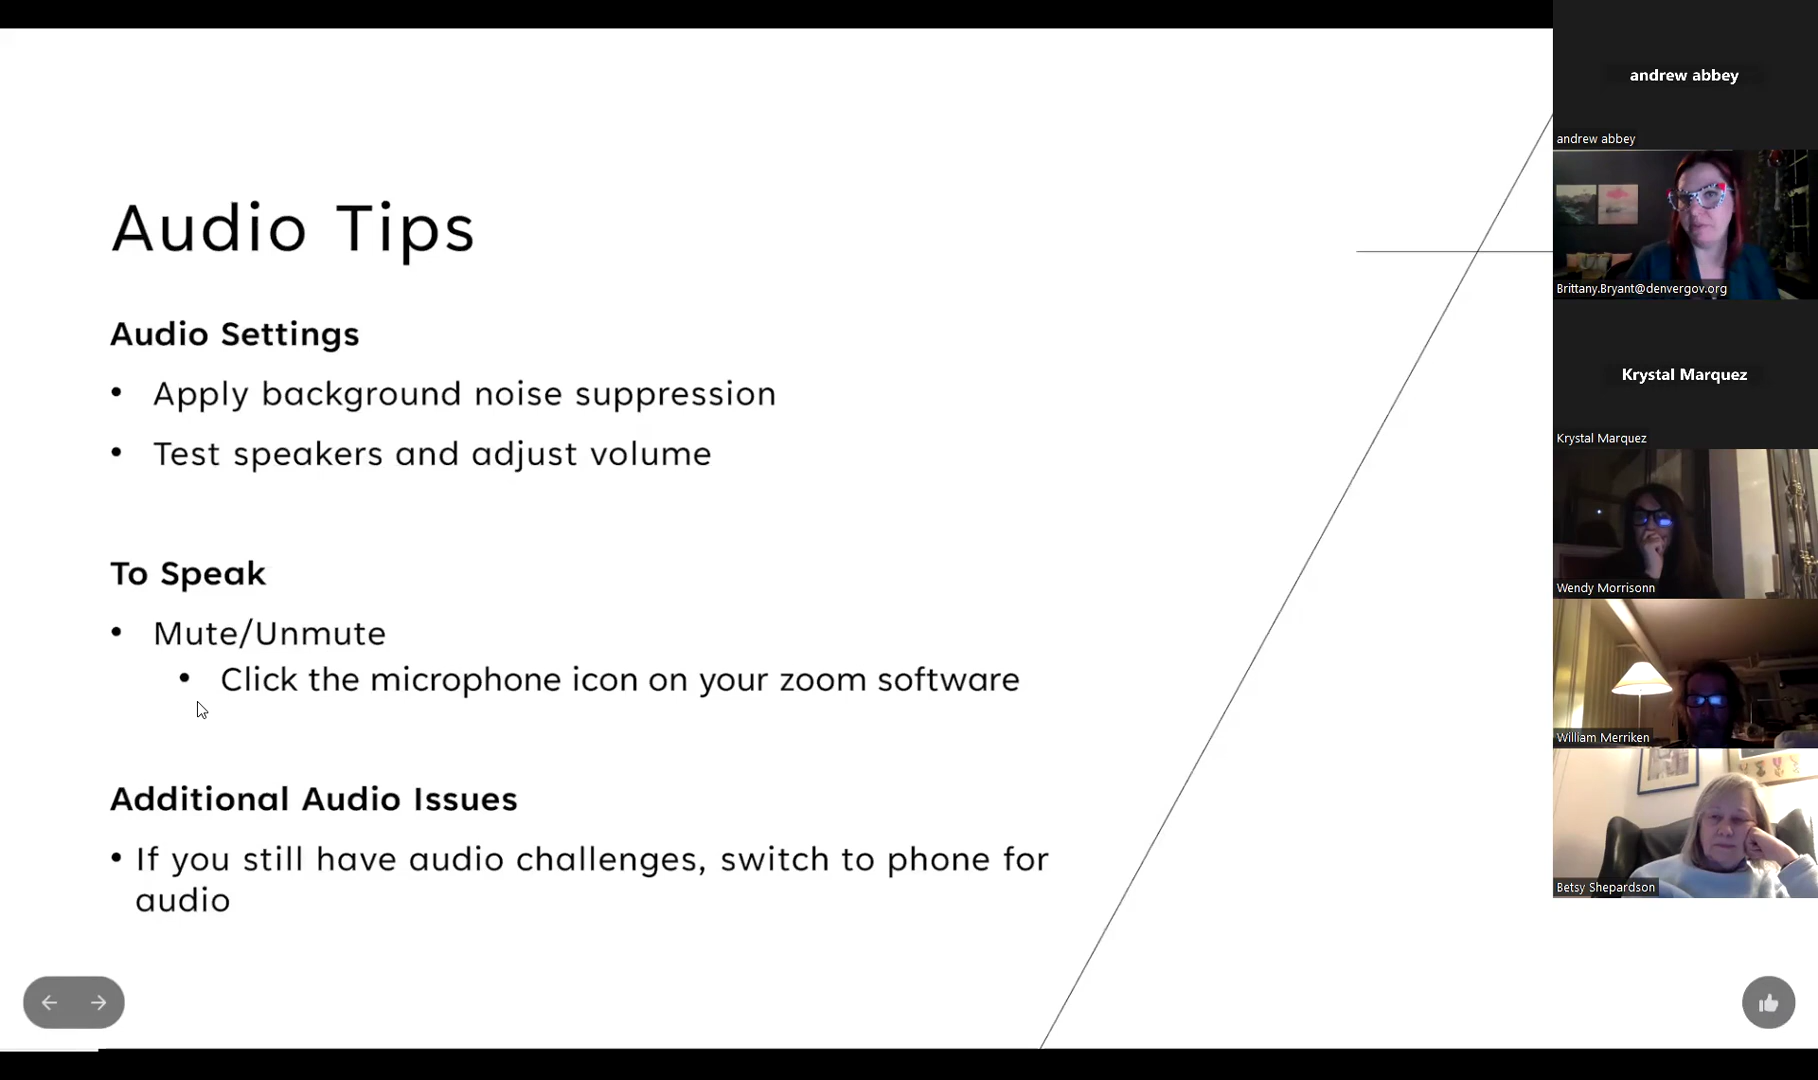 Audio Tips
Audio Settings
• Apply background noise suppression
• Test speakers and adjust volume
To Speak
• Mute/Unmute
• Click the microphone icon on your zoom software
Additional Audio Issues
• If you still have audio challenges, switch to phone for
audio
andrew abbey
andrew abbey
Brittany.Bryant@denvergov.org
Krystal Marquez
Krystal Marquez
Wendy Morrisonn
William Merriken
Betsy Shepardson